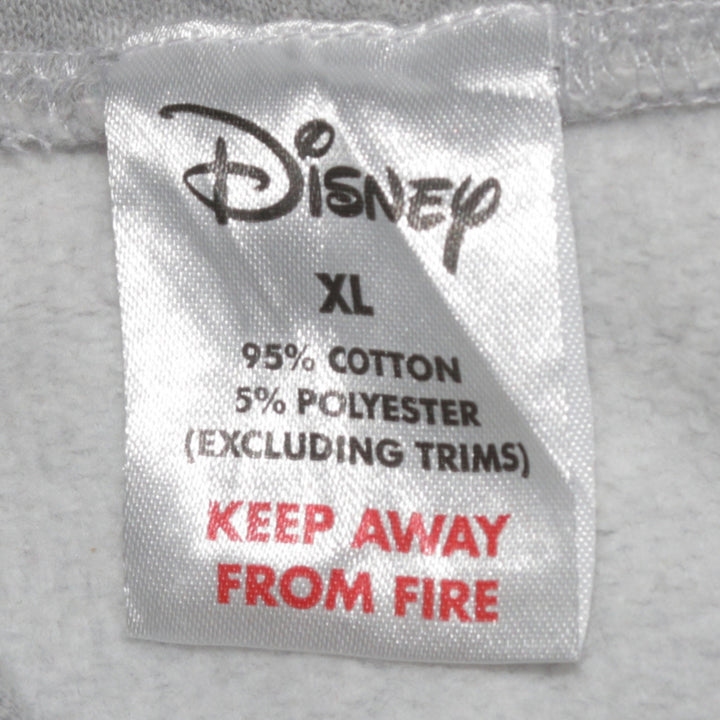 Disney
XL
95% COTTON
5% POLYESTER
(EXCLUDING TRIMS)
KEEP AWAY
FROM FIRE